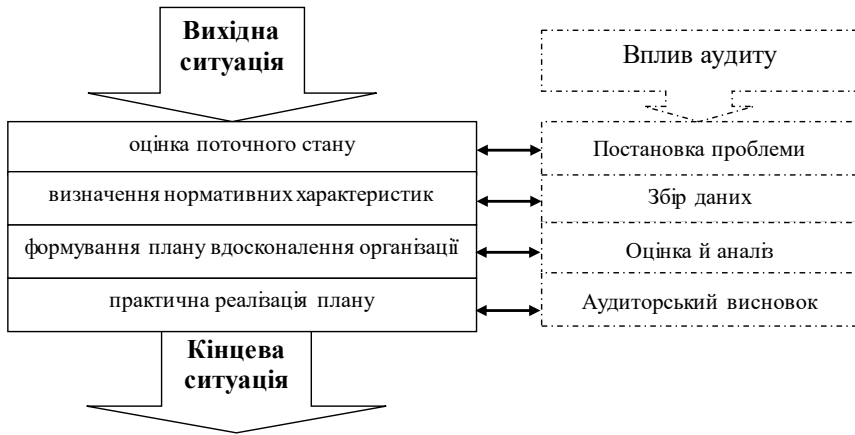 Вихідна
ситуація
Вплив аудиту
оцінка поточного стану
Постановка проблеми
визначення нормативних характеристик
Збір даних
формування плану вдосконалення організації
Оцінка й аналіз
практична реалізація плану
Аудиторський висновок
Кінцева
ситуація